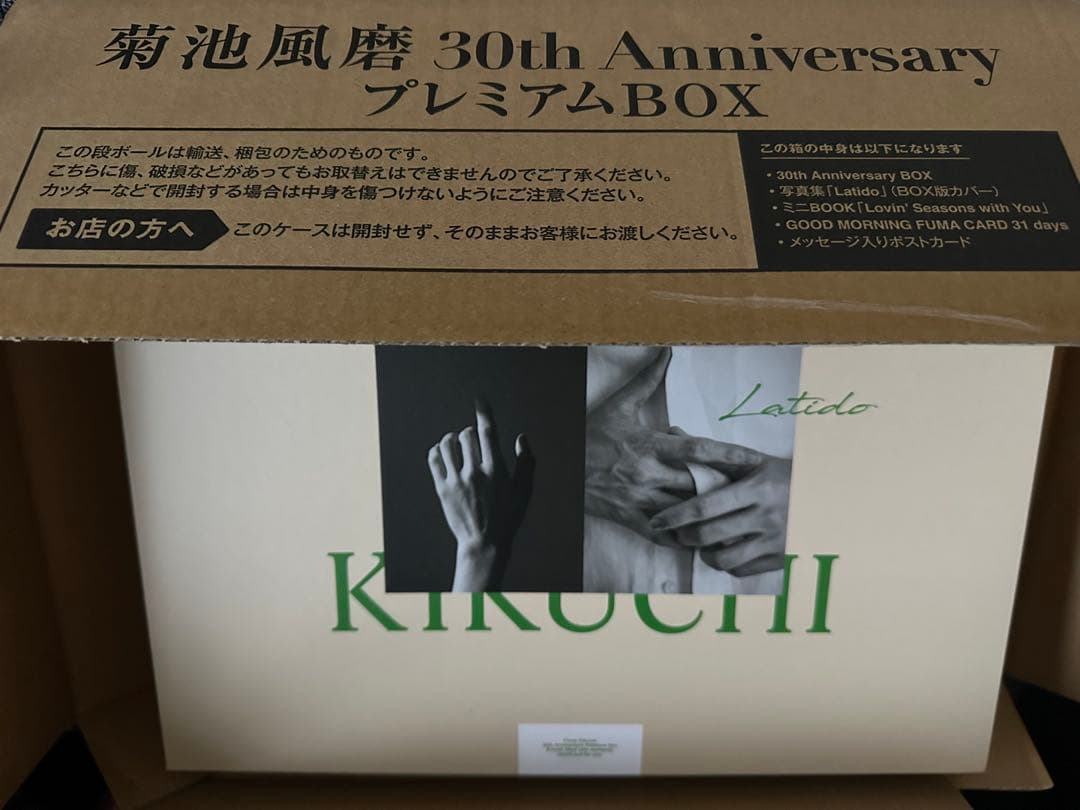 菊池風磨 30th Anniversary
プレミアムBOX
この段ボールは輸送、梱包のためのものです。
こちらに傷、破損などがあってもお取替えはできませんのでご了承ください。
カッターなどで開封する場合は中身を傷つけないようにご注意ください。
お店の方へ このケースは開封せず、そのままお客様にお渡しください。
この箱の中身は以下になります
・30th Anniversary BOX
・写真集「Latido」（BOX版カバー）
・ミニBOOK「Lovin' Seasons with You」
・GOOD MORNING FUMA CARD 31 days
・メッセージ入りポストカード
Latido
KIKUCHI